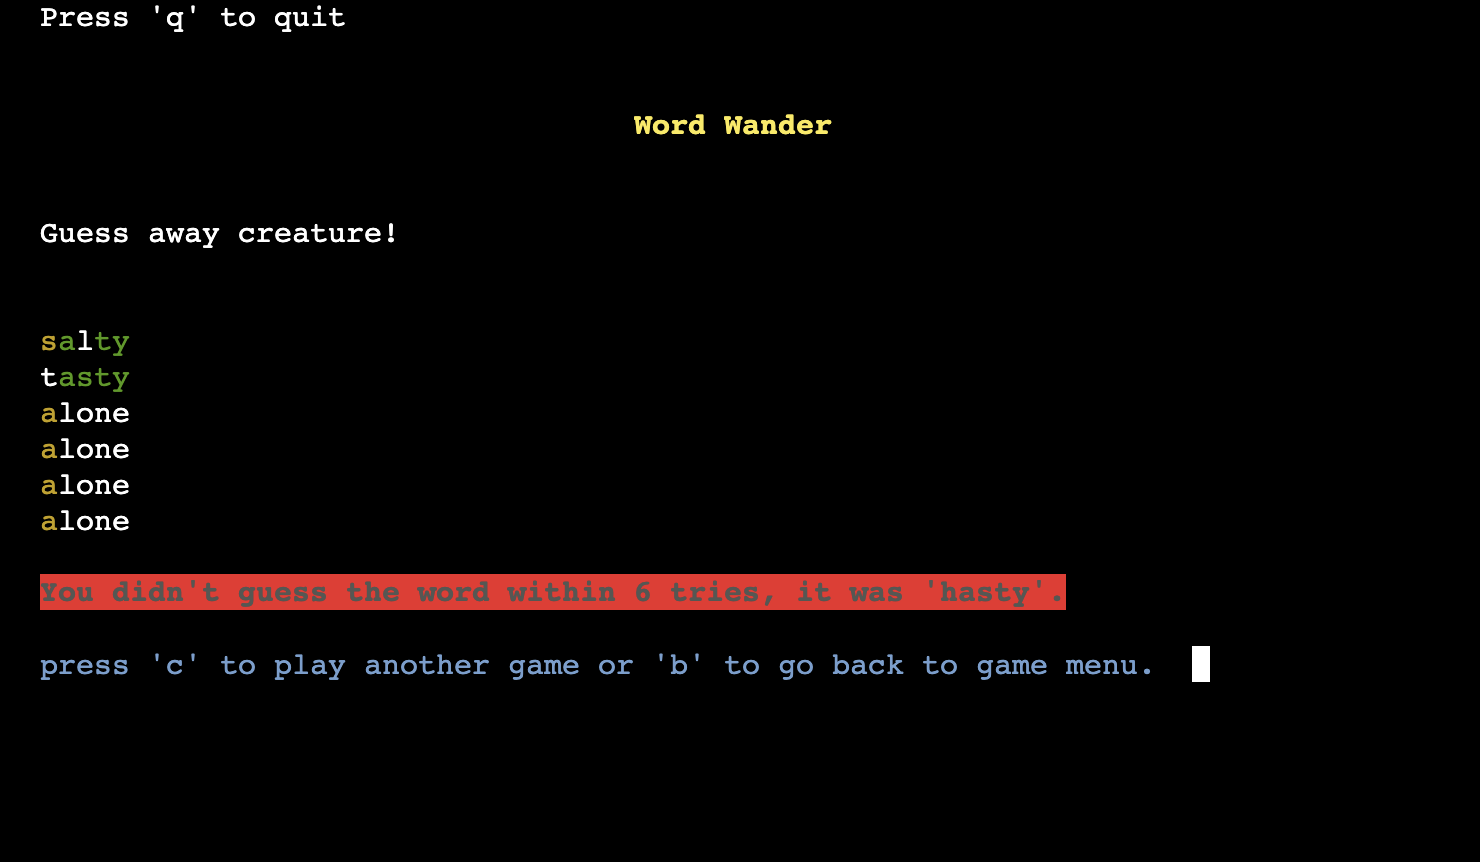 Press 'q' to quit
Word Wander
Guess away creature!
salty
tasty
alone
alone
alone
alone
You didn't guess the word within 6 tries, it was 'hasty'.
press 'c' to play another game or 'b' to go back to game menu.